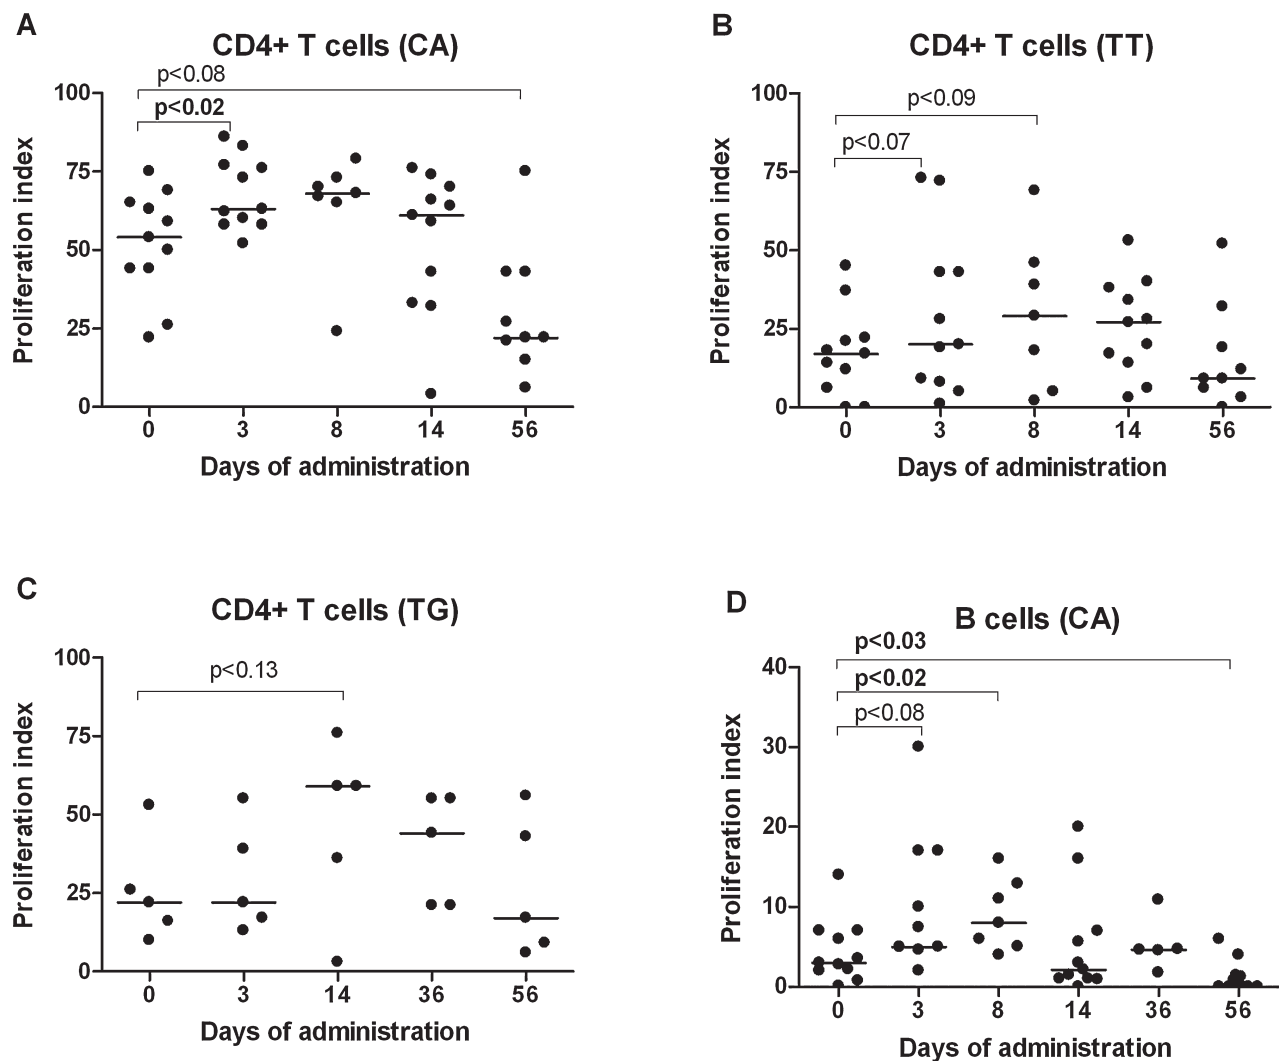 A
CD4+ T cells (CA)
p<0.08
p<0.02
100
75
50
25
0
Proliferation index
0 3 8 14 56
Days of administration
B
CD4+ T cells (TT)
p<0.09
p<0.07
100
75
50
25
0
Proliferation index
0 3 8 14 56
Days of administration
C
CD4+ T cells (TG)
p<0.13
100
75
50
25
0
Proliferation index
0 3 14 36 56
Days of administration
D
B cells (CA)
p<0.03
p<0.02
p<0.08
40
30
20
10
0
Proliferation index
0 3 8 14 36 56
Days of administration